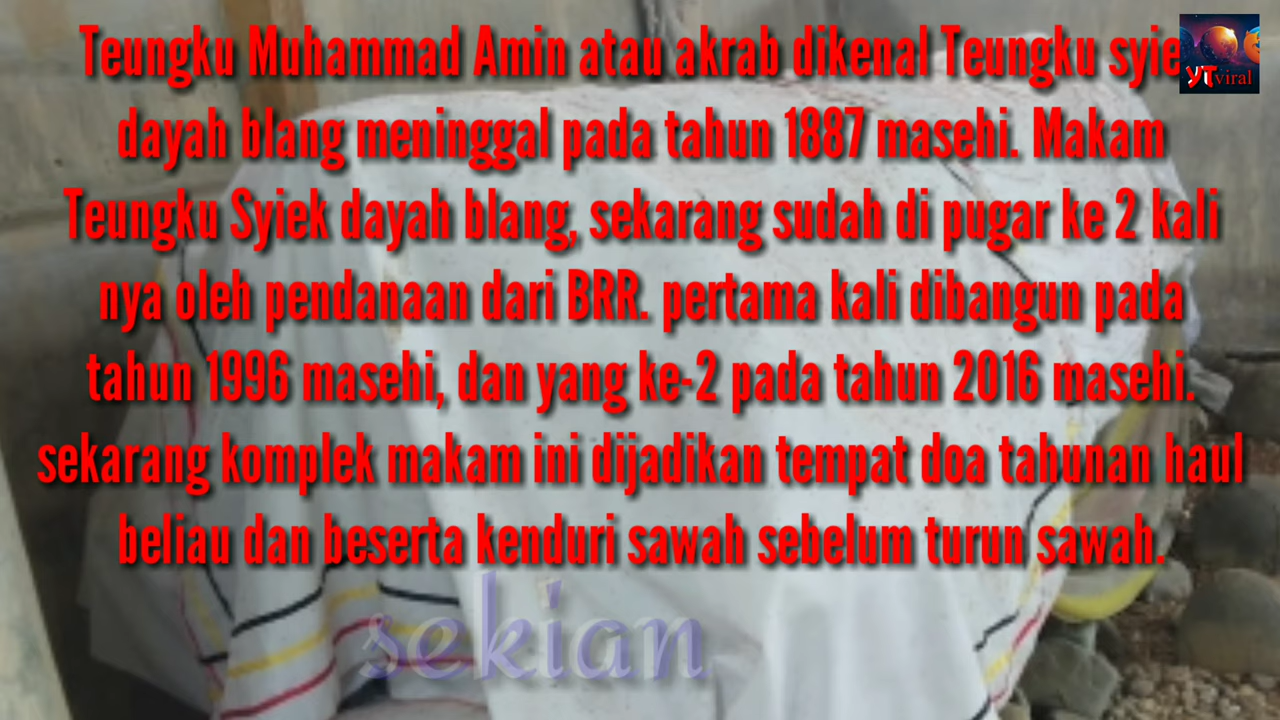 Teungku Muhammad Amin atau akrab dikenal Teungku syie
dayah blang meninggal pada tahun 1887 masehi. Makam
Teungku Syiek dayah blang, sekarang sudah di pugar ke 2 kali
nya oleh pendanaan dari BRR. pertama kali dibangun pada
tahun 1996 masehi, dan yang ke-2 pada tahun 2016 masehi.
sekarang komplek makam ini dijadikan tempat doa tahunan haul
beliau dan beserta kenduri sawah sebelum turun sawah.
sekian
YT viral